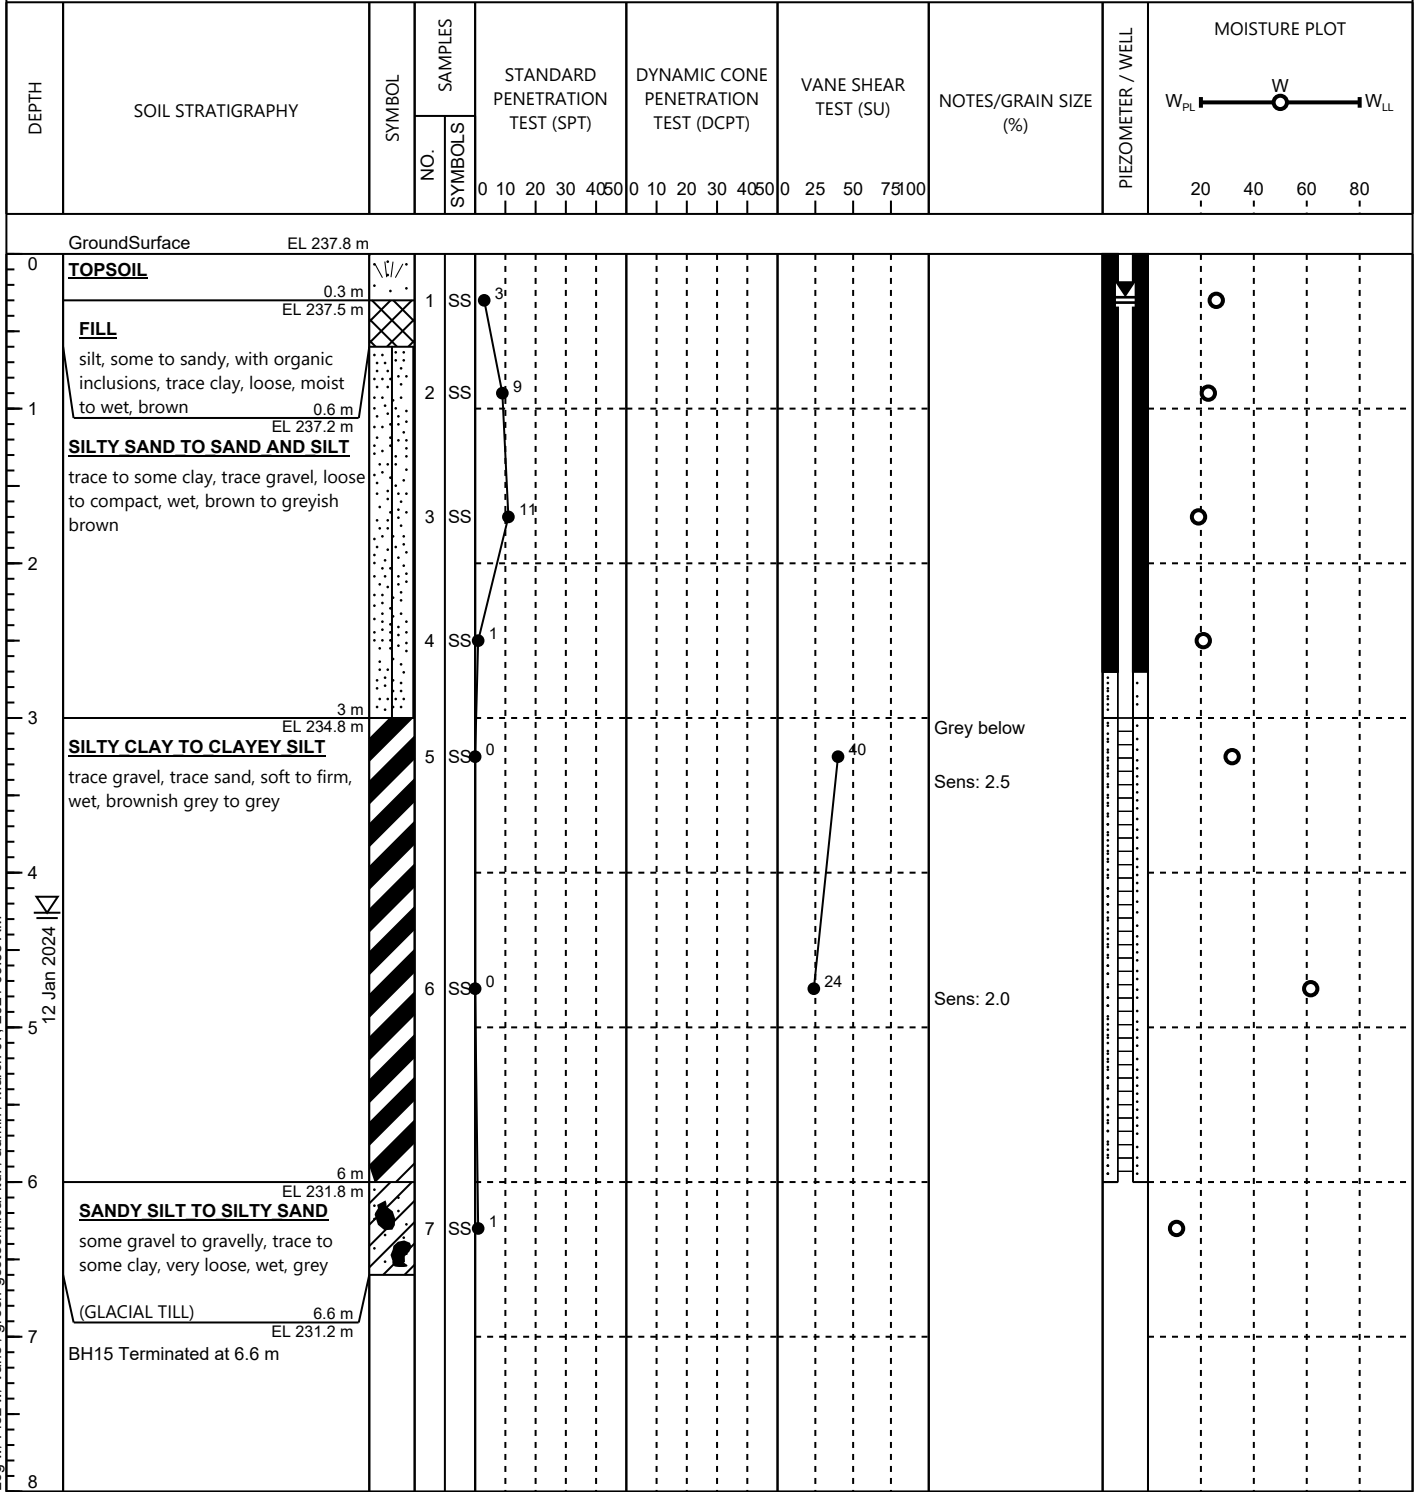 DEPTH
SOIL STRATIGRAPHY
SYMBOL
SAMPLES
NO.
SYMBOLS
STANDARD
PENETRATION
TEST (SPT)
0 10 20 30 40 50
DYNAMIC CONE
PENETRATION
TEST (DCPT)
0 10 20 30 40 50
VANE SHEAR
TEST (SU)
0 25 50 75 100
NOTES/GRAIN SIZE
(%)
PIEZOMETER / WELL
MOISTURE PLOT
W
WPL WLL
20 40 60 80
GroundSurface EL 237.8 m
0
TOPSOIL
0.3 m
EL 237.5 m
1 SS 3
FILL
silt, some to sandy, with organic
inclusions, trace clay, loose, moist
to wet, brown 0.6 m
EL 237.2 m
2 SS 9
1
SILTY SAND TO SAND AND SILT
trace to some clay, trace gravel, loose
to compact, wet, brown to greyish
brown
3 SS 11
2
4 SS 1
3 m
3
EL 234.8 m
Grey below
SILTY CLAY TO CLAYEY SILT
5 SS 0 40
trace gravel, trace sand, soft to firm,
wet, brownish grey to grey
Sens: 2.5
4
12 Jan 2024
6 SS 0 24
Sens: 2.0
5
6 m
6
EL 231.8 m
SANDY SILT TO SILTY SAND
7 SS 1
some gravel to gravelly, trace to
some clay, very loose, wet, grey
(GLACIAL TILL) 6.6 m
EL 231.2 m
7
BH15 Terminated at 6.6 m
8